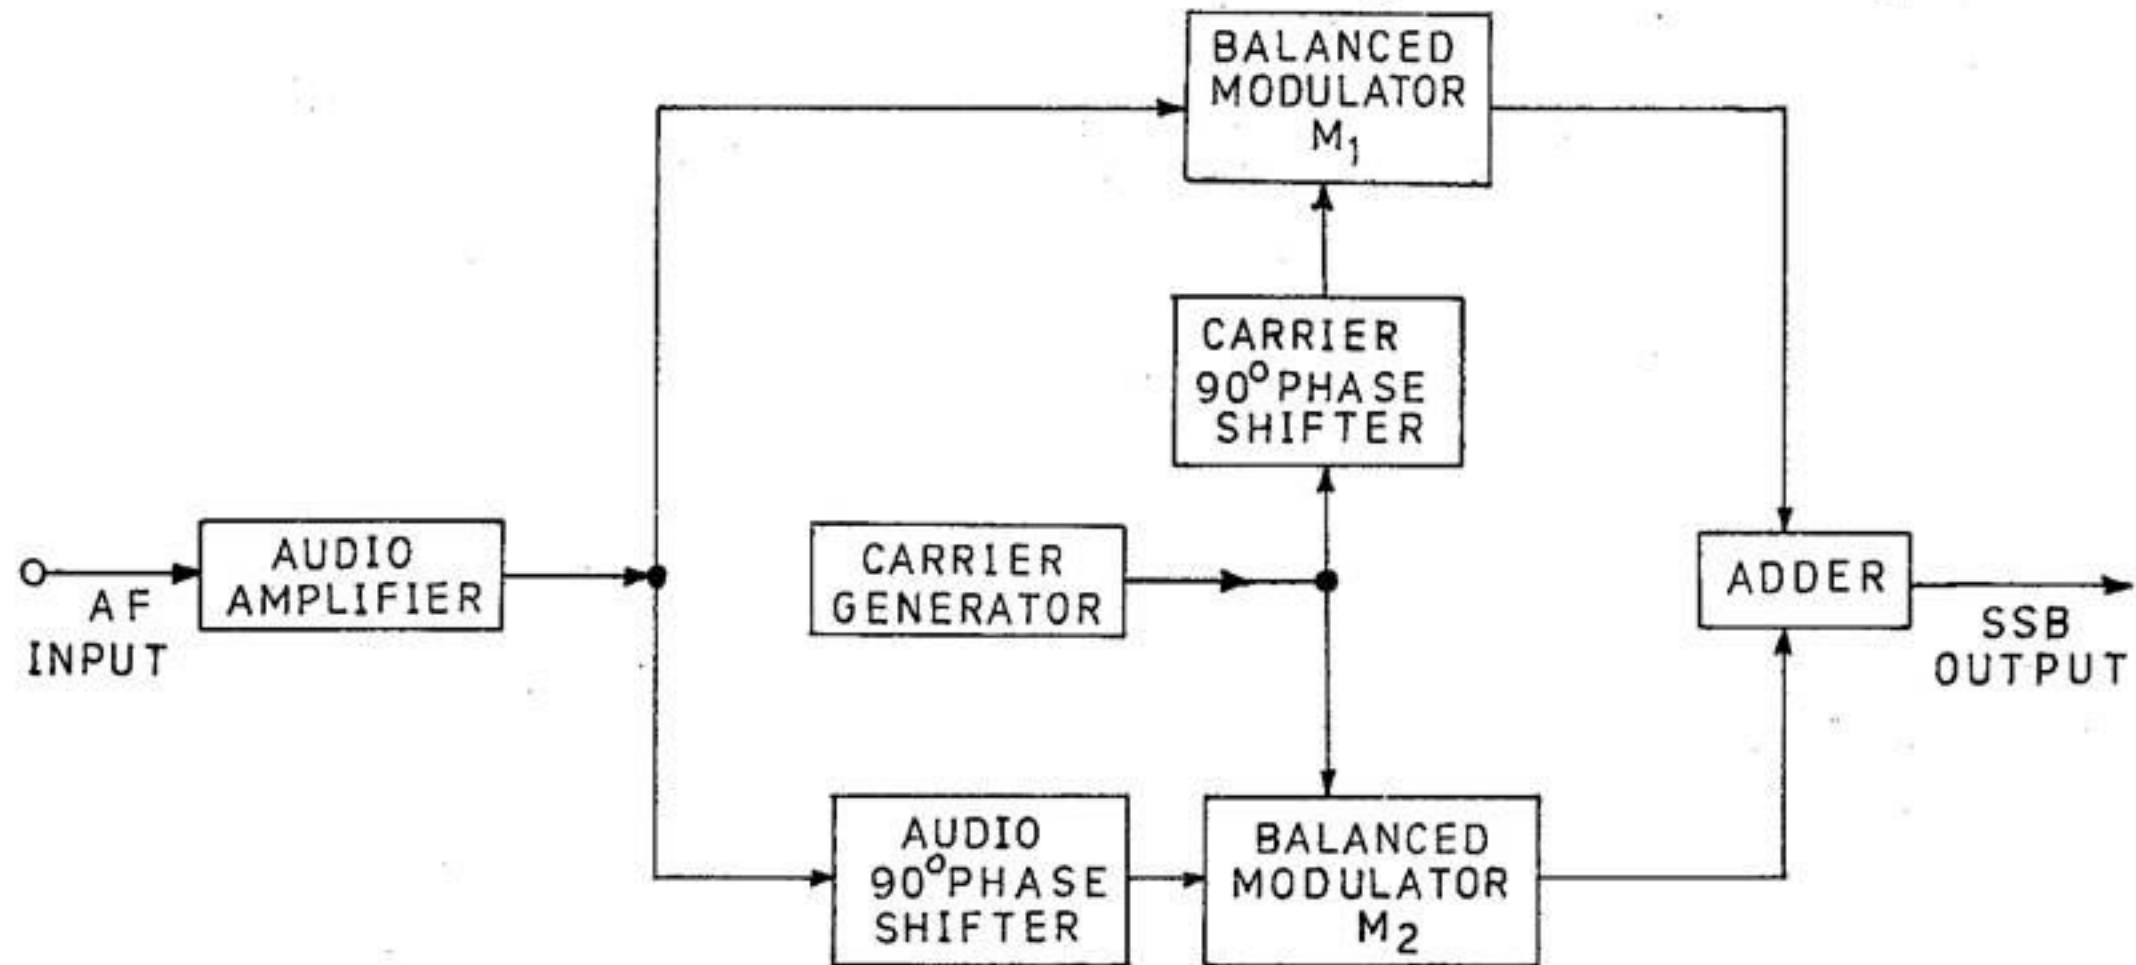 BALANCED
MODULATOR
M1
CARRIER
90°PHASE
SHIFTER
AF
INPUT
AUDIO
AMPLIFIER
CARRIER
GENERATOR
ADDER
SSB
OUTPUT
AUDIO
90°PHASE
SHIFTER
BALANCED
MODULATOR
M2